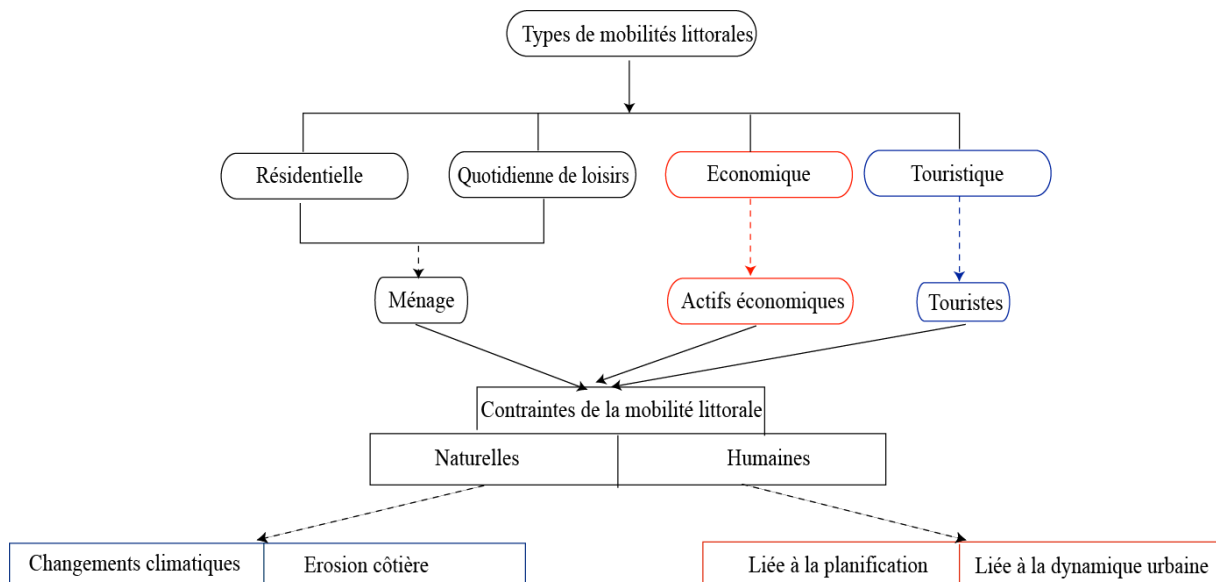 Types de mobilités littorales
Résidentielle
Quotidienne de loisirs
Economique
Touristique
Ménage
Actifs économiques
Touristes
Contraintes de la mobilité littorale
Naturelles
Humaines
Changements climatiques
Erosion côtière
Liée à la planification
Liée à la dynamique urbaine